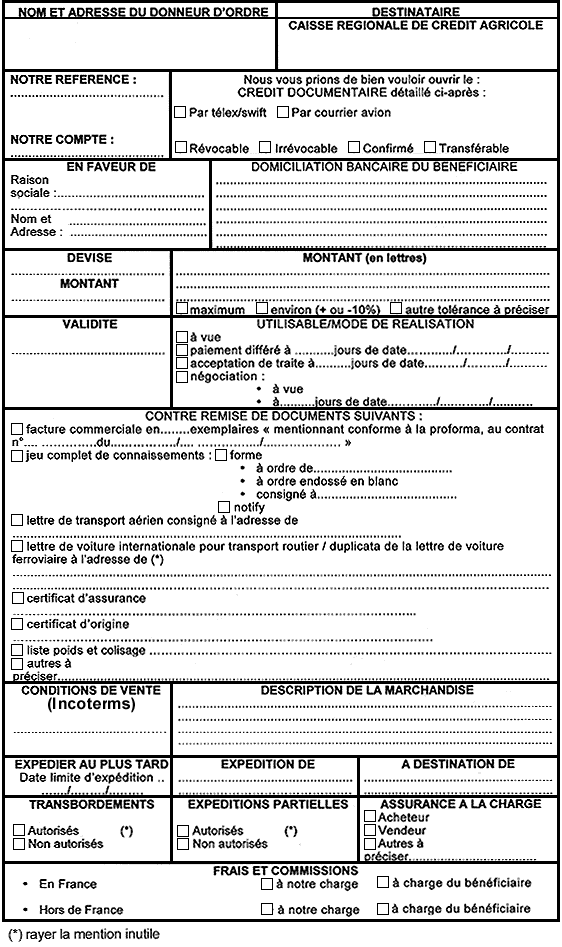 NOM ET ADRESSE DU DONNEUR D'ORDRE
DESTINATAIRE
CAISSE REGIONALE DE CREDIT AGRICOLE
NOTRE REFERENCE :
..............................
NOTRE COMPTE :
..............................
Nous vous prions de bien vouloir ouvrir le :
CREDIT DOCUMENTAIRE détaillé ci-après :
Par télex/swift Par courrier avion
Révocable Irrévocable Confirmé Transférable
EN FAVEUR DE
Raison
sociale :..............................
..............................
Nom et ..............................
Adresse : ..............................
DOMICILIATION BANCAIRE DU BENEFICIAIRE
DEVISE
..............................
MONTANT
..............................
MONTANT (en lettres)
maximum environ (+ ou -10%) autre tolérance à préciser
VALIDITE
..............................
UTILISABLE/MODE DE REALISATION
à vue
paiement différé à ..........jours de date............/............../..........
acceptation de traite à..........jours de date........../........../..........
négociation :
• à vue
• à..........jours de date............/............/............
CONTRE REMISE DE DOCUMENTS SUIVANTS :
facture commerciale en........exemplaires « mentionnant conforme à la proforma, au contrat
n°.... ...............du.............../.... .............../.................... »
jeu complet de connaissements : forme
• à ordre de..............................
• à ordre endossé en blanc
• consigné à..............................
notify
lettre de transport aérien consigné à l'adresse de
..............................
lettre de voiture internationale pour transport routier / duplicata de la lettre de voiture
ferroviaire à l'adresse de (*)
..............................
certificat d'assurance
..............................
certificat d'origine
..............................
liste poids et colisage ..............................
autres à
préciser..............................
CONDITIONS DE VENTE
(Incoterms)
..............................
DESCRIPTION DE LA MARCHANDISE
EXPEDIER AU PLUS TARD
Date limite d'expédition ..
....../......../......../......
EXPEDITION DE
..............................
A DESTINATION DE
..............................
TRANSBORDEMENTS
Autorisés (*)
Non autorisés
EXPEDITIONS PARTIELLES
Autorisés (*)
Non autorisés
ASSURANCE A LA CHARGE
Acheteur
Vendeur
Autres à
préciser..............................
FRAIS ET COMMISSIONS
• En France à notre charge à charge du bénéficiaire
• Hors de France à notre charge à charge du bénéficiaire
(*) rayer la mention inutile